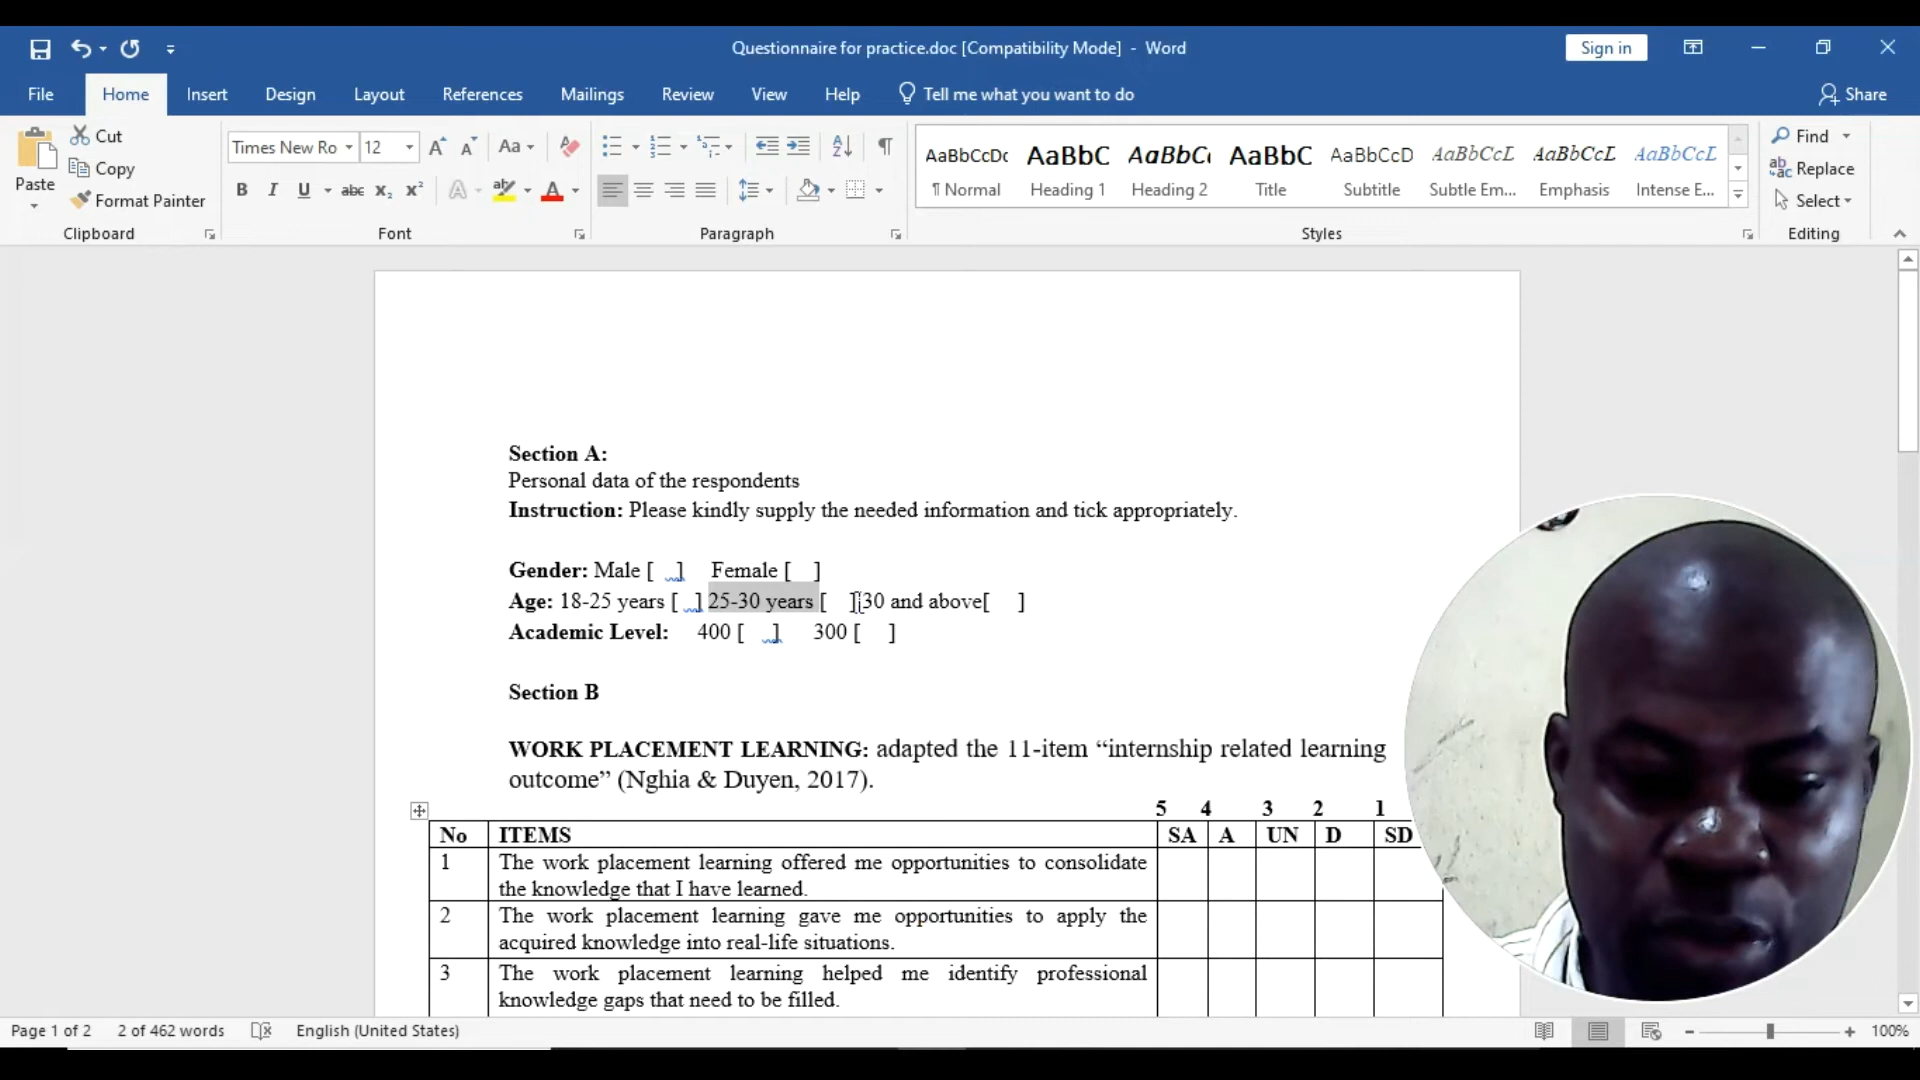 Questionnaire for practice.doc [Compatibility Mode] - Word
Sign in
File Home Insert Design Layout References Mailings Review View Help Tell me what you want to do Share
Paste
Cut
Copy
Format Painter
Clipboard
Times New Ro 12
Font
Paragraph
AaBbCcDc AaBbC AaBbCc AaBbC AaBbCcD AaBbCcL AaBbCcL AaBbCcL
¶ Normal Heading 1 Heading 2 Title Subtitle Subtle Em... Emphasis Intense E...
Styles
Find
Replace
Select
Editing
Section A:
Personal data of the respondents
Instruction: Please kindly supply the needed information and tick appropriately.
Gender: Male [ ] Female [ ]
Age: 18-25 years [ ] 25-30 years [ ] 30 and above[ ]
Academic Level: 400 [ ] 300 [ ]
Section B
WORK PLACEMENT LEARNING: adapted the 11-item “internship related learning
outcome” (Nghia & Duyen, 2017).
5 4 3 2 1
No ITEMS SA A UN D SD
1 The work placement learning offered me opportunities to consolidate
the knowledge that I have learned.
2 The work placement learning gave me opportunities to apply the
acquired knowledge into real-life situations.
3 The work placement learning helped me identify professional
knowledge gaps that need to be filled.
Page 1 of 2 2 of 462 words English (United States) 100%